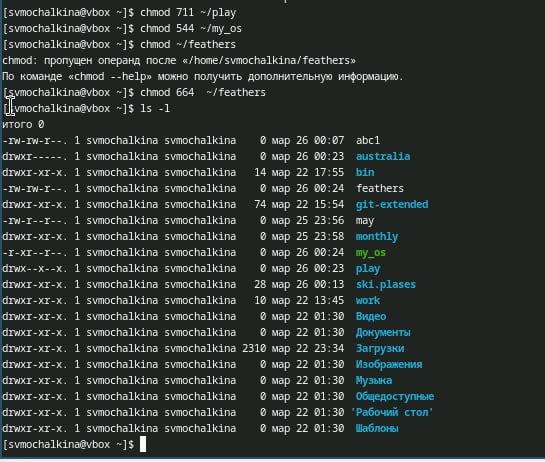 [svmochalkina@vbox ~]$ chmod 711 ~/play
[svmochalkina@vbox ~]$ chmod 544 ~/my_os
[svmochalkina@vbox ~]$ chmod ~/feathers
chmod: пропущен операнд после «/home/svmochalkina/feathers»
По команде «chmod --help» можно получить дополнительную информацию.
[svmochalkina@vbox ~]$ chmod 664  ~/feathers
[svmochalkina@vbox ~]$ ls -l
итого 0
-rw-rw-r--. 1 svmochalkina svmochalkina    0 мар 26 00:07  abc1
drwxr-----. 1 svmochalkina svmochalkina    0 мар 26 00:23  australia
drwxr-xr-x. 1 svmochalkina svmochalkina   14 мар 22 17:55  bin
-rw-rw-r--. 1 svmochalkina svmochalkina    0 мар 26 00:24  feathers
drwxr-xr-x. 1 svmochalkina svmochalkina   74 мар 22 15:54  git-extended
-rw-r--r--. 1 svmochalkina svmochalkina    0 мар 25 23:56  may
drwxr-xr-x. 1 svmochalkina svmochalkina    0 мар 25 23:58  monthly
-r-xr--r--. 1 svmochalkina svmochalkina    0 мар 26 00:24  my_os
drwx--x--x. 1 svmochalkina svmochalkina    0 мар 26 00:23  play
drwxr-xr-x. 1 svmochalkina svmochalkina   28 мар 26 00:13  ski.plases
drwxr-xr-x. 1 svmochalkina svmochalkina   10 мар 22 13:45  work
drwxr-xr-x. 1 svmochalkina svmochalkina    0 мар 22 01:30  Видео
drwxr-xr-x. 1 svmochalkina svmochalkina    0 мар 22 01:30  Документы
drwxr-xr-x. 1 svmochalkina svmochalkina 2310 мар 22 23:34  Загрузки
drwxr-xr-x. 1 svmochalkina svmochalkina    0 мар 22 01:30  Изображения
drwxr-xr-x. 1 svmochalkina svmochalkina    0 мар 22 01:30  Музыка
drwxr-xr-x. 1 svmochalkina svmochalkina    0 мар 22 01:30  Общедоступные
drwxr-xr-x. 1 svmochalkina svmochalkina    0 мар 22 01:30 'Рабочий стол'
drwxr-xr-x. 1 svmochalkina svmochalkina    0 мар 22 01:30  Шаблоны
[svmochalkina@vbox ~]$